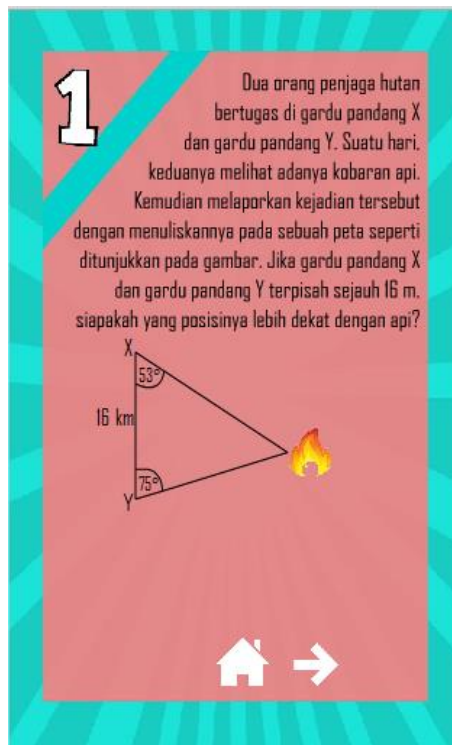 1
Dua orang penjaga hutan
bertugas di gardu pandang X
dan gardu pandang Y. Suatu hari,
keduanya melihat adanya kobaran api.
Kemudian melaporkan kejadian tersebut
dengan menuliskannya pada sebuah peta seperti
ditunjukkan pada gambar. Jika gardu pandang X
dan gardu pandang Y terpisah sejauh 16 m,
siapakah yang posisinya lebih dekat dengan api?
X
53°
16 km
75°
Y